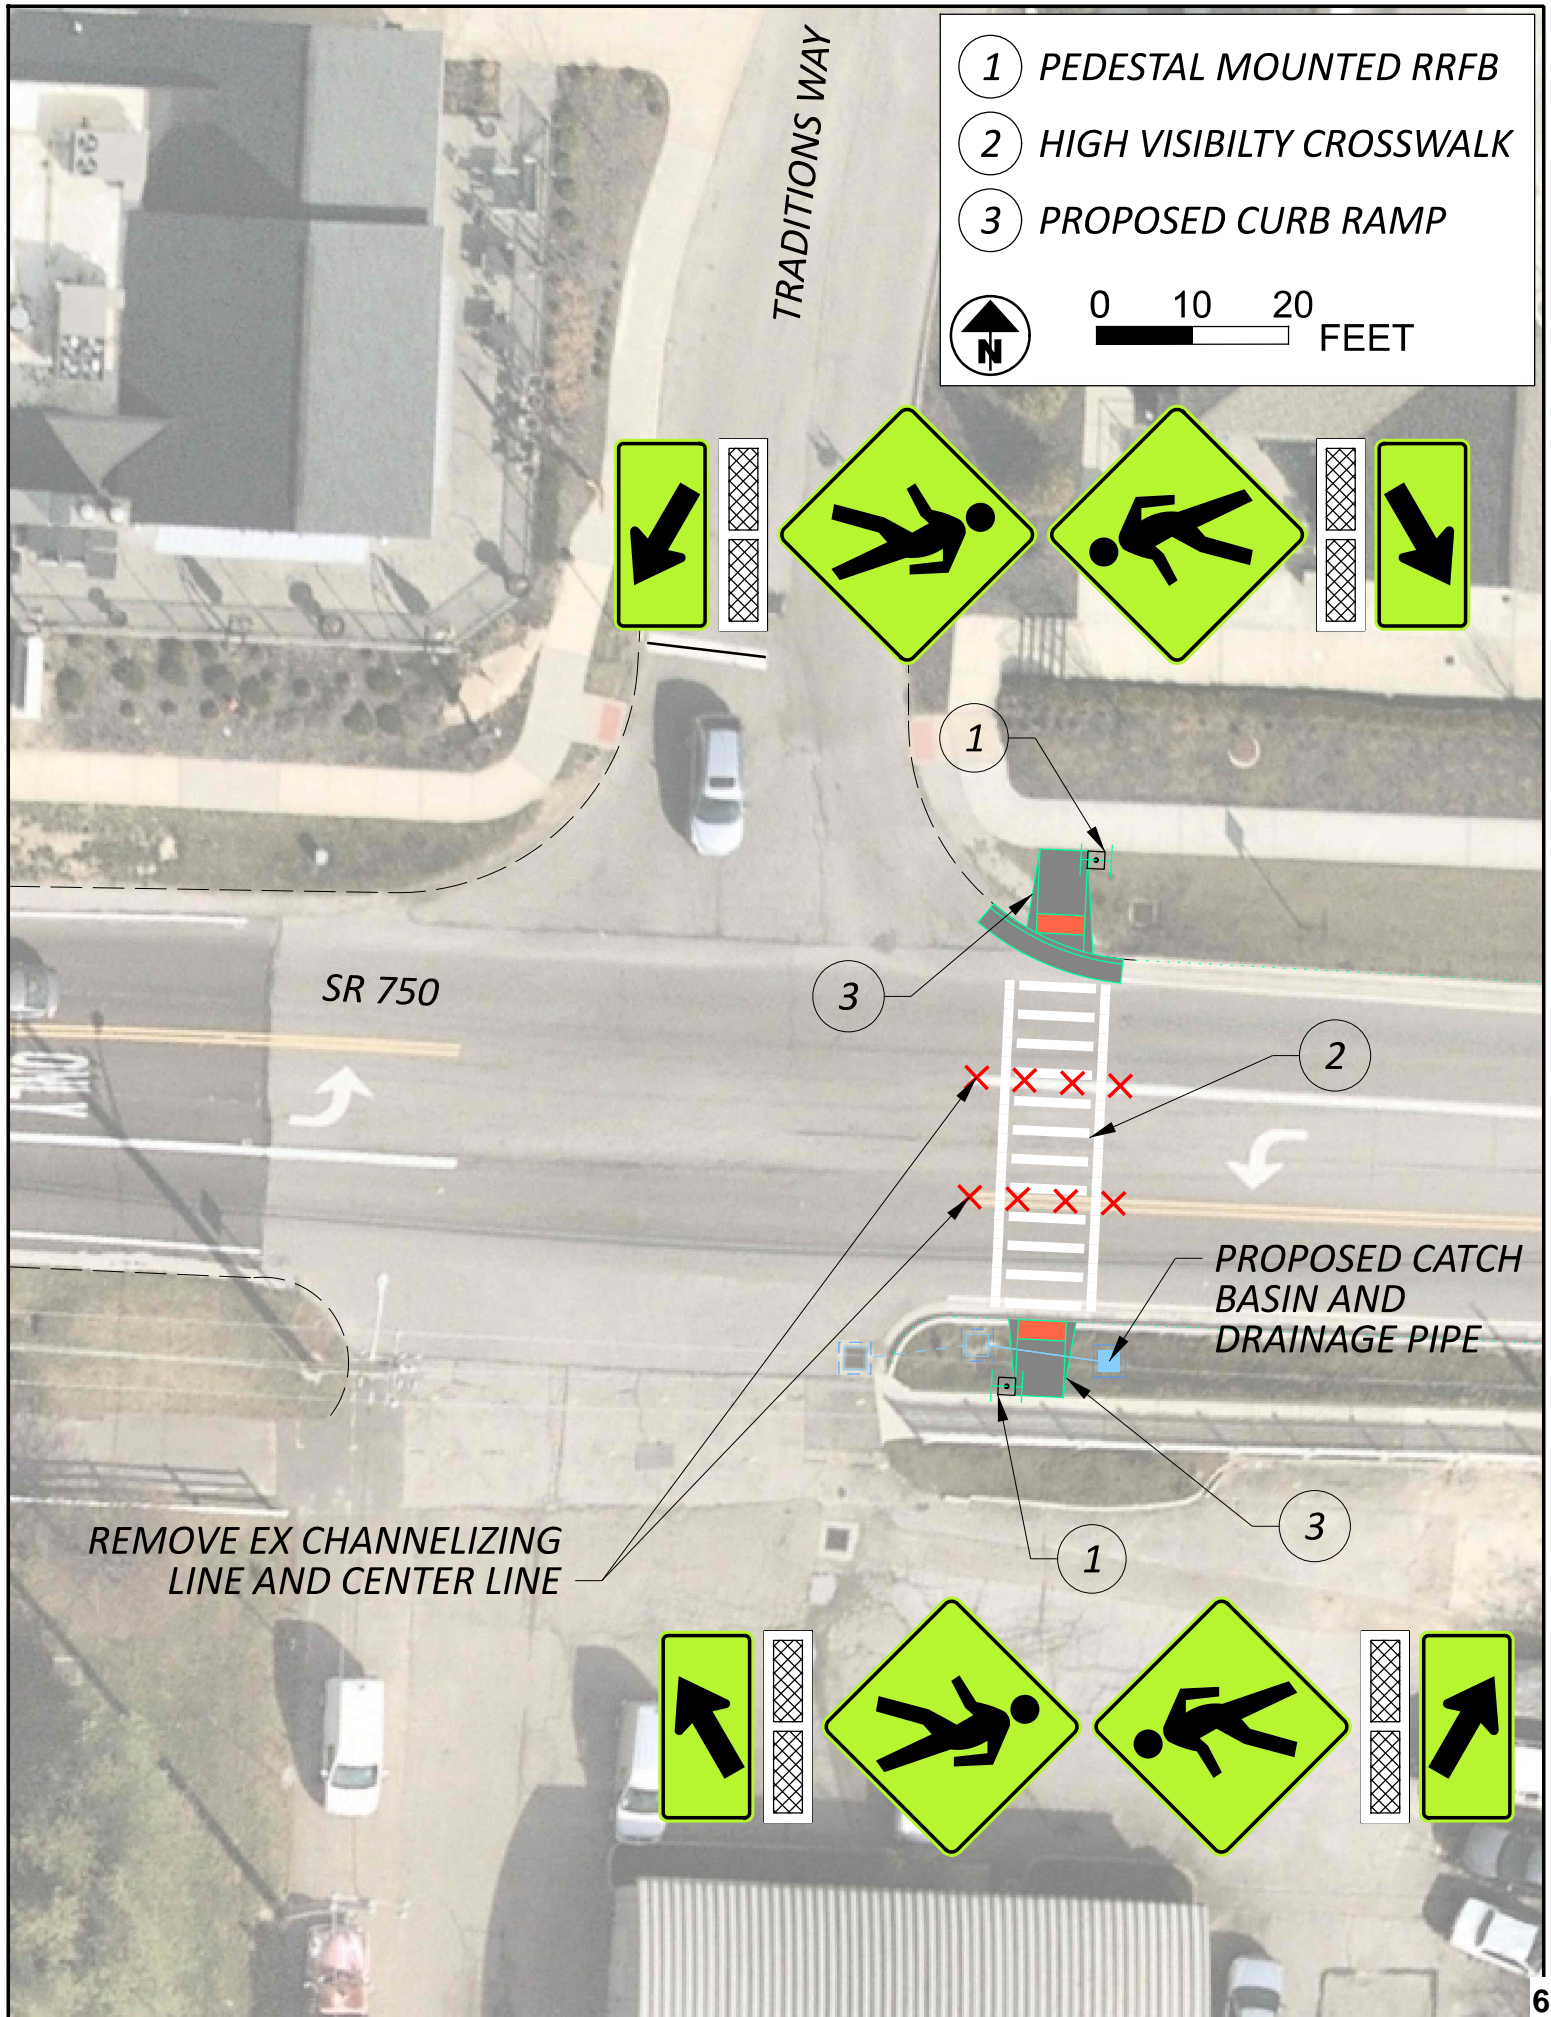 TRADITIONS WAY
1 PEDESTAL MOUNTED RRFB
2 HIGH VISIBILTY CROSSWALK
3 PROPOSED CURB RAMP
N
0 10 20
FEET
1
SR 750
3
2
PROPOSED CATCH
BASIN AND
DRAINAGE PIPE
REMOVE EX CHANNELIZING
LINE AND CENTER LINE
3
1
6